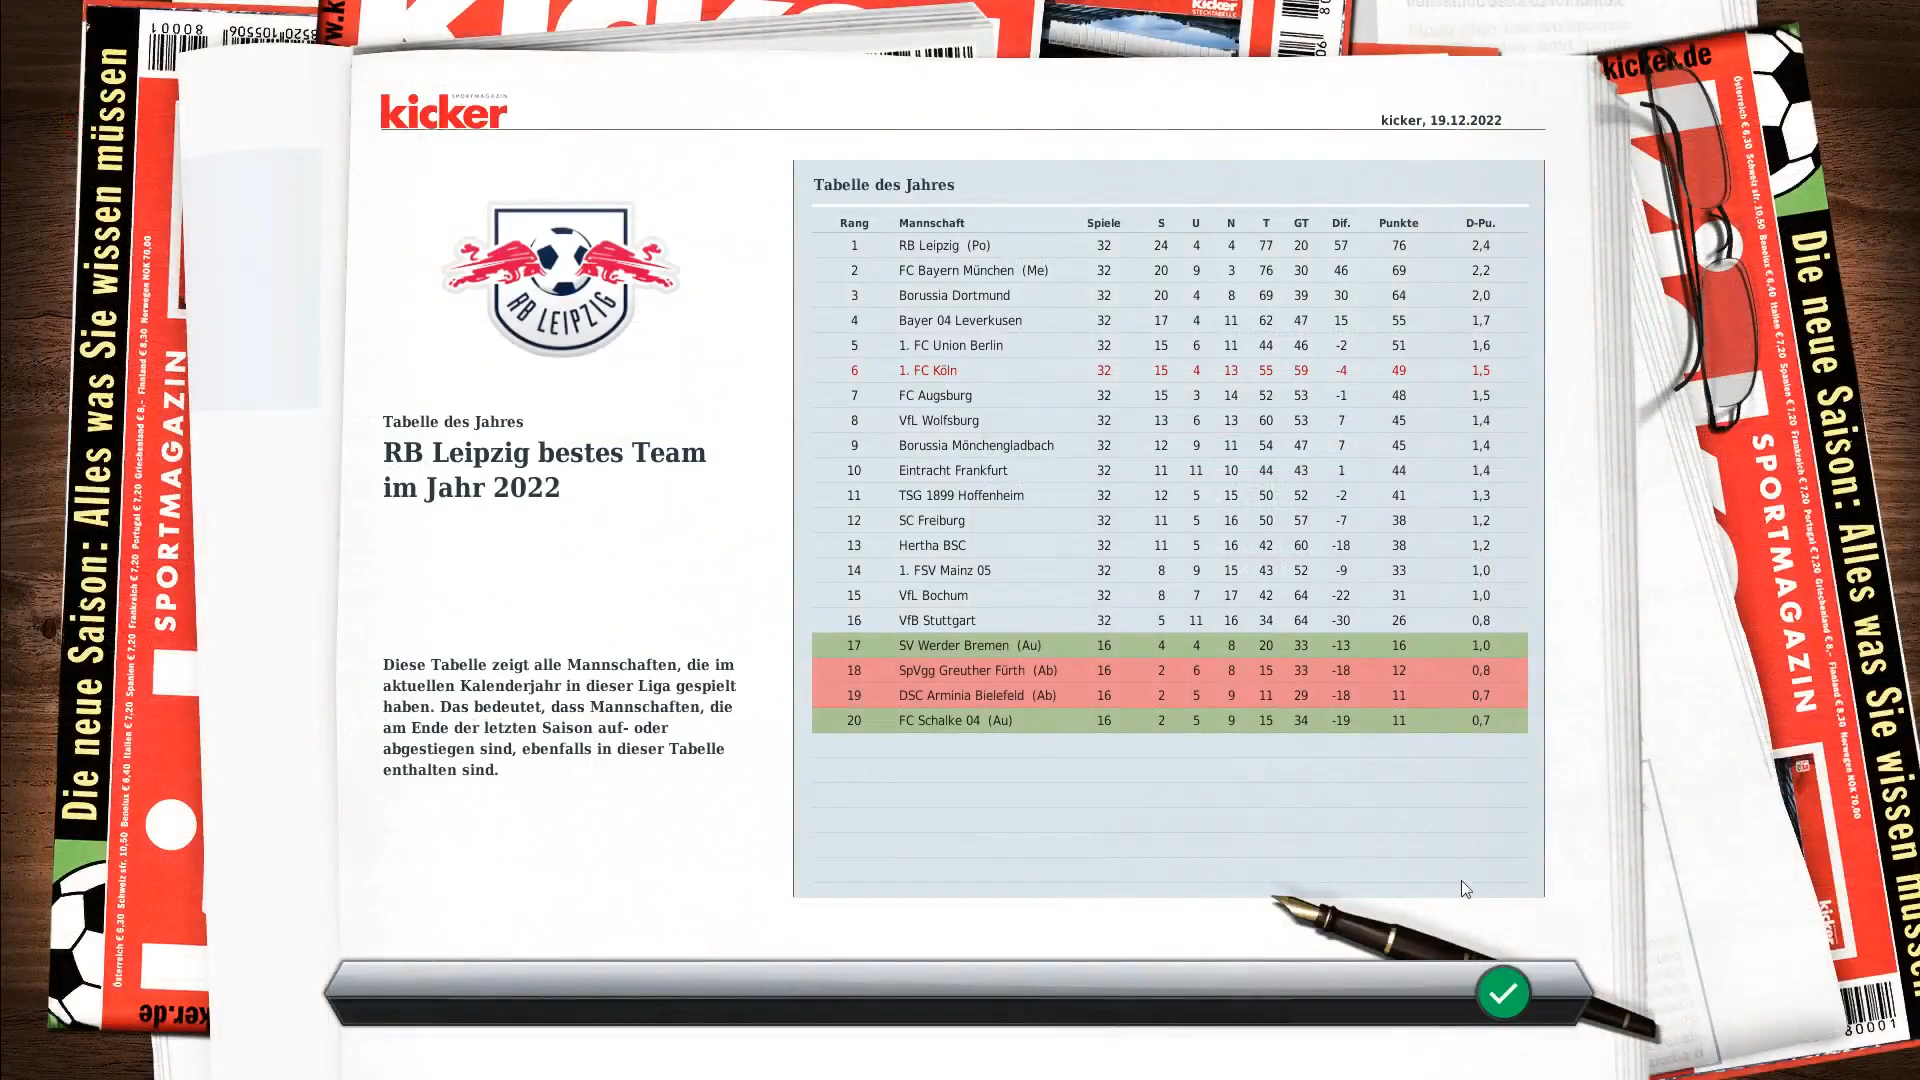 kicker.de
Die neue Saison: Alles was Sie wissen müssen
SPORTMAGAZIN
80001
kicker
SPORTMAGAZIN
kicker, 19.12.2022
RB LEIPZIG
Tabelle des Jahres
RB Leipzig bestes Team
im Jahr 2022
Diese Tabelle zeigt alle Mannschaften, die im
aktuellen Kalenderjahr in dieser Liga gespielt
haben. Das bedeutet, dass Mannschaften, die
am Ende der letzten Saison auf- oder
abgestiegen sind, ebenfalls in dieser Tabelle
enthalten sind.
Tabelle des Jahres
Rang Mannschaft Spiele S U N T GT Dif. Punkte D-Pu.
1 RB Leipzig (Po) 32 24 4 4 77 20 57 76 2,4
2 FC Bayern München (Me) 32 20 9 3 76 30 46 69 2,2
3 Borussia Dortmund 32 20 4 8 69 39 30 64 2,0
4 Bayer 04 Leverkusen 32 17 4 11 62 47 15 55 1,7
5 1. FC Union Berlin 32 15 6 11 44 46 -2 51 1,6
6 1. FC Köln 32 15 4 13 55 59 -4 49 1,5
7 FC Augsburg 32 15 3 14 52 53 -1 48 1,5
8 VfL Wolfsburg 32 13 6 13 60 53 7 45 1,4
9 Borussia Mönchengladbach 32 12 9 11 54 47 7 45 1,4
10 Eintracht Frankfurt 32 11 11 10 44 43 1 44 1,4
11 TSG 1899 Hoffenheim 32 12 5 15 50 52 -2 41 1,3
12 SC Freiburg 32 11 5 16 50 57 -7 38 1,2
13 Hertha BSC 32 11 5 16 42 60 -18 38 1,2
14 1. FSV Mainz 05 32 8 9 15 43 52 -9 33 1,0
15 VfL Bochum 32 8 7 17 42 64 -22 31 1,0
16 VfB Stuttgart 32 5 11 16 34 64 -30 26 0,8
17 SV Werder Bremen (Au) 16 4 4 8 20 33 -13 16 1,0
18 SpVgg Greuther Fürth (Ab) 16 2 6 8 15 33 -18 12 0,8
19 DSC Arminia Bielefeld (Ab) 16 2 5 9 11 29 -18 11 0,7
20 FC Schalke 04 (Au) 16 2 5 9 15 34 -19 11 0,7
kicker.de
Die neue Saison: Alles was Sie wissen müssen
SPORTMAGAZIN
kicker
80001